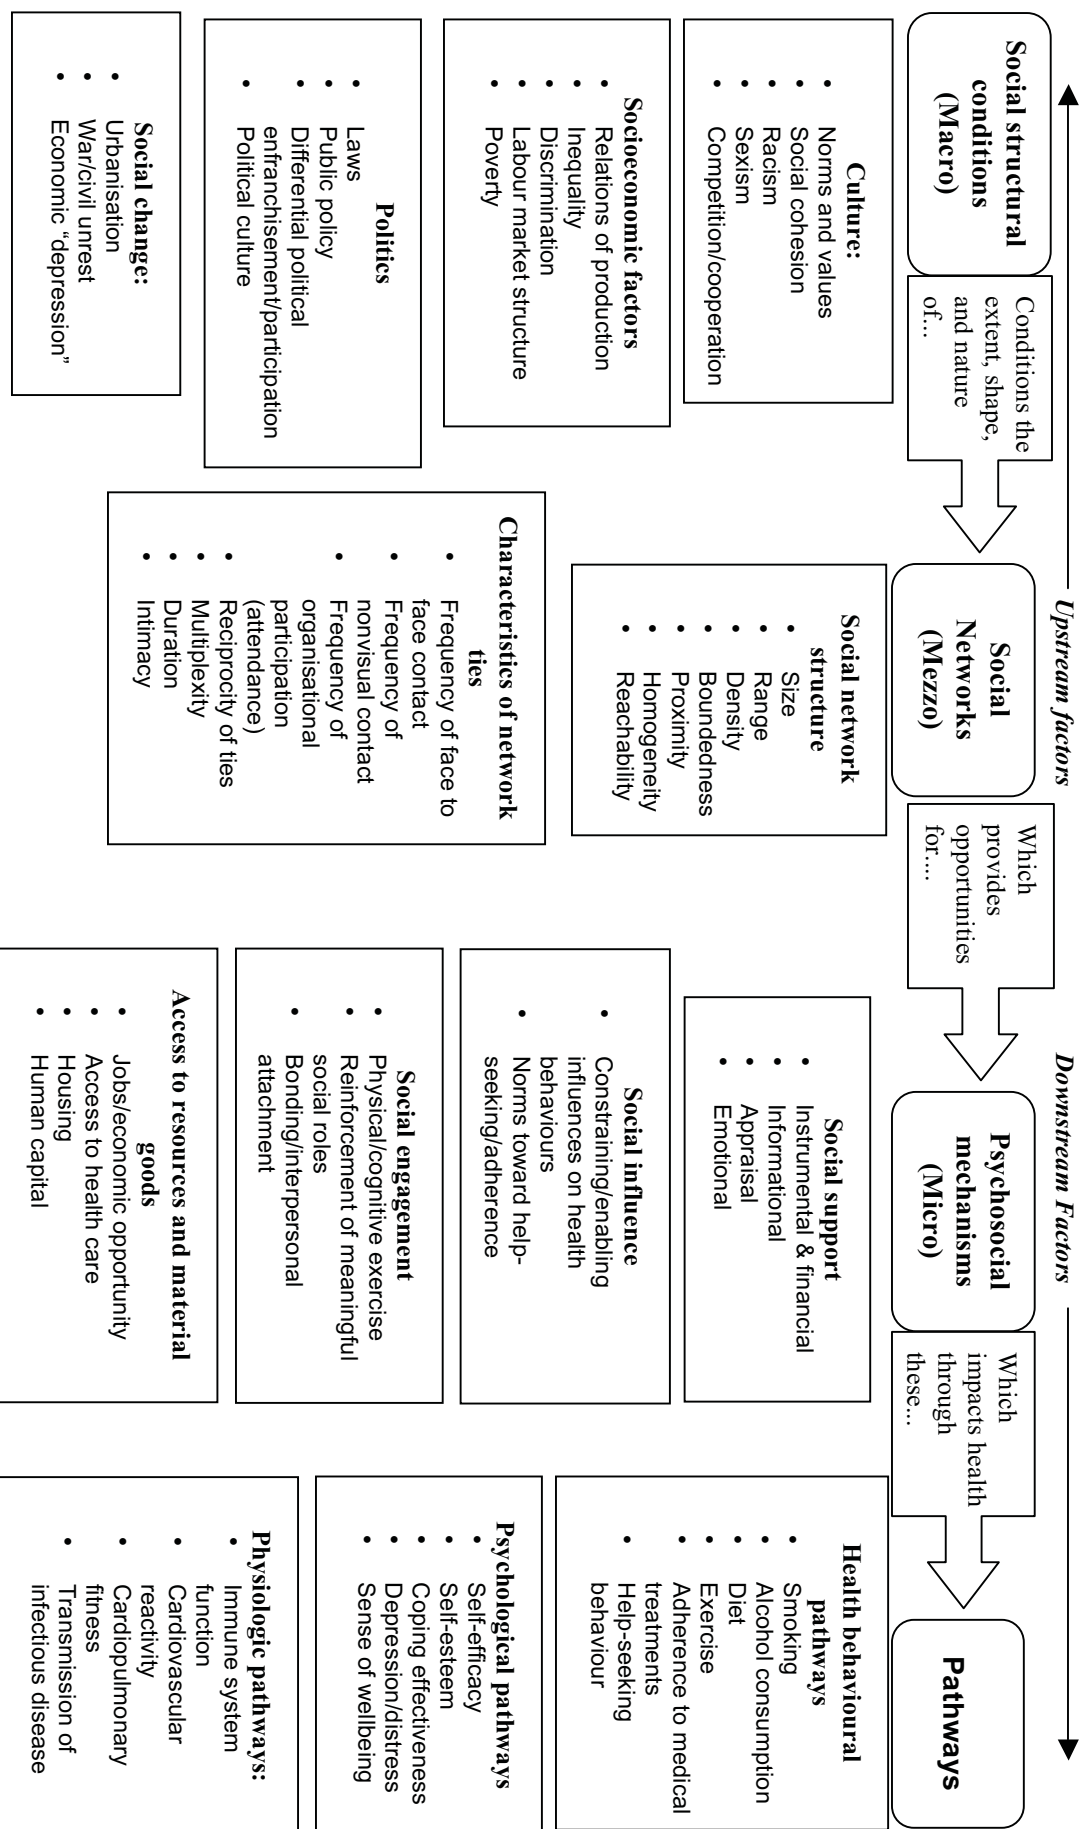 Upstream factors
Downstream Factors
Social structural
conditions
(Macro)
Conditions the
extent, shape,
and nature
of...
Social
Networks
(Mezzo)
Which
provides
opportunities
for....
Psychosocial
mechanisms
(Micro)
Which
impacts health
through
these...
Pathways
Culture:
• Norms and values
• Social cohesion
• Racism
• Sexism
• Competition/cooperation
Socioeconomic factors
• Relations of production
• Inequality
• Discrimination
• Labour market structure
• Poverty
Politics
• Laws
• Public policy
• Differential political
enfranchisement/participation
• Political culture
Social change:
• Urbanisation
• War/civil unrest
• Economic “depression”
Social network
structure
• Size
• Range
• Density
• Boundedness
• Proximity
• Homogeneity
• Reachability
Characteristics of network
ties
• Frequency of face to
face contact
• Frequency of
nonvisual contact
• Frequency of
organisational
participation
(attendance)
• Reciprocity of ties
• Multiplexity
• Duration
• Intimacy
Social support
• Instrumental & financial
• Informational
• Appraisal
• Emotional
Social influence
• Constraining/enabling
influences on health
behaviours
• Norms toward help-
seeking/adherence
Social engagement
• Physical/cognitive exercise
• Reinforcement of meaningful
social roles
• Bonding/interpersonal
attachment
Access to resources and material
goods
• Jobs/economic opportunity
• Access to health care
• Housing
• Human capital
Health behavioural
pathways
• Smoking
• Alcohol consumption
• Diet
• Exercise
• Adherence to medical
treatments
• Help-seeking
behaviour
Psychological pathways
• Self-efficacy
• Self-esteem
• Coping effectiveness
• Depression/distress
• Sense of wellbeing
Physiologic pathways:
• Immune system
function
• Cardiovascular
reactivity
• Cardiopulmonary
fitness
• Transmission of
infectious disease